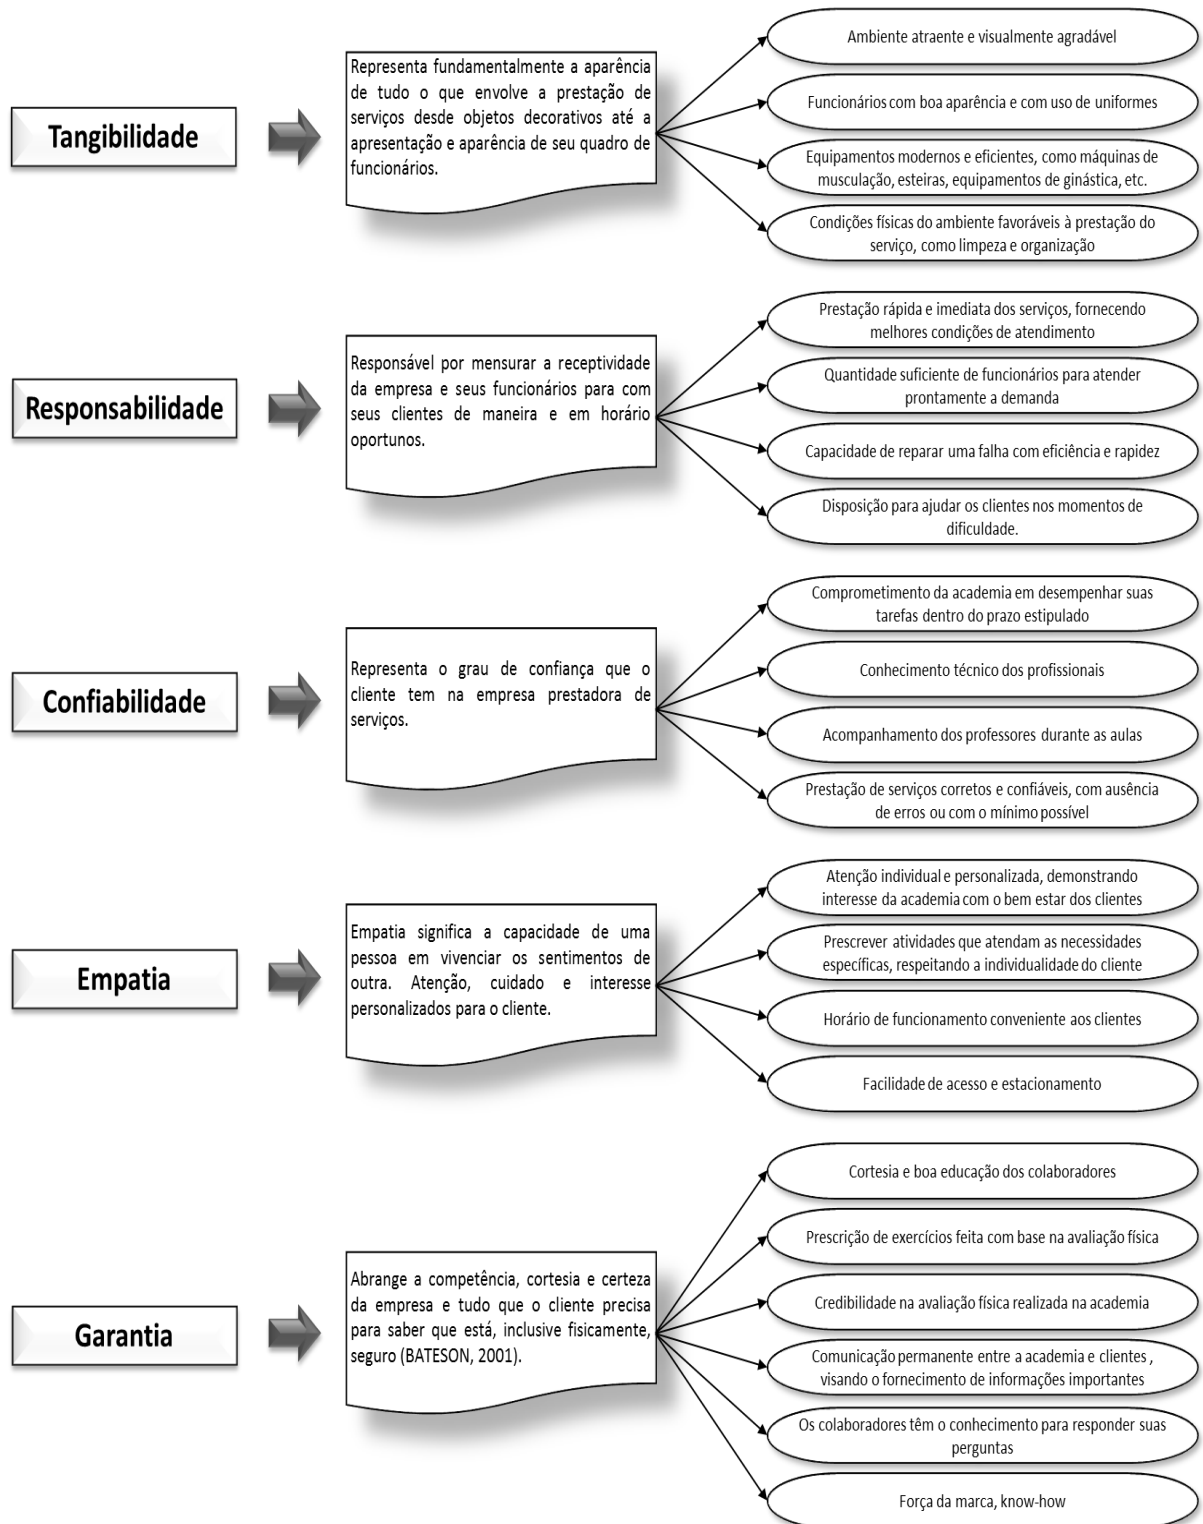 Tangibilidade
Representa fundamentalmente a aparência
de tudo o que envolve a prestação de
serviços desde objetos decorativos até a
apresentação e aparência de seu quadro de
funcionários.
Ambiente atraente e visualmente agradável
Funcionários com boa aparência e com uso de uniformes
Equipamentos modernos e eficientes, como máquinas de
musculação, esteiras, equipamentos de ginástica, etc.
Condições físicas do ambiente favoráveis à prestação do
serviço, como limpeza e organização
Responsabilidade
Responsável por mensurar a receptividade
da empresa e seus funcionários para com
seus clientes de maneira e em horário
oportunos.
Prestação rápida e imediata dos serviços, fornecendo
melhores condições de atendimento
Quantidade suficiente de funcionários para atender
prontamente a demanda
Capacidade de reparar uma falha com eficiência e rapidez
Disposição para ajudar os clientes nos momentos de
dificuldade.
Confiabilidade
Representa o grau de confiança que o
cliente tem na empresa prestadora de
serviços.
Comprometimento da academia em desempenhar suas
tarefas dentro do prazo estipulado
Conhecimento técnico dos profissionais
Acompanhamento dos professores durante as aulas
Prestação de serviços corretos e confiáveis, com ausência
de erros ou com o mínimo possível
Empatia
Empatia significa a capacidade de uma
pessoa em vivenciar os sentimentos de
outra. Atenção, cuidado e interesse
personalizados para o cliente.
Atenção individual e personalizada, demonstrando
interesse da academia com o bem estar dos clientes
Prescrever atividades que atendam as necessidades
específicas, respeitando a individualidade do cliente
Horário de funcionamento conveniente aos clientes
Facilidade de acesso e estacionamento
Garantia
Abrange a competência, cortesia e certeza
da empresa e tudo que o cliente precisa
para saber que está, inclusive fisicamente,
seguro (BATESON, 2001).
Cortesia e boa educação dos colaboradores
Prescrição de exercícios feita com base na avaliação física
Credibilidade na avaliação física realizada na academia
Comunicação permanente entre a academia e clientes ,
visando o fornecimento de informações importantes
Os colaboradores têm o conhecimento para responder suas
perguntas
Força da marca, know-how